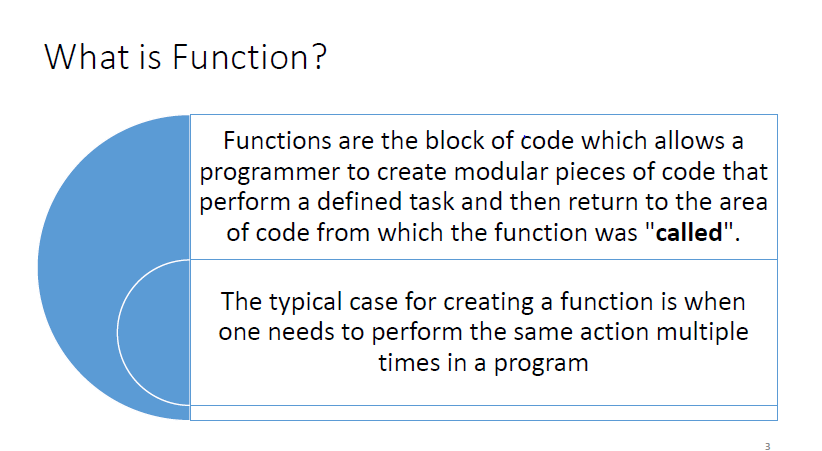 What is Function?
Functions are the block of code which allows a
programmer to create modular pieces of code that
perform a defined task and then return to the area
of code from which the function was "called".
The typical case for creating a function is when
one needs to perform the same action multiple
times in a program
3